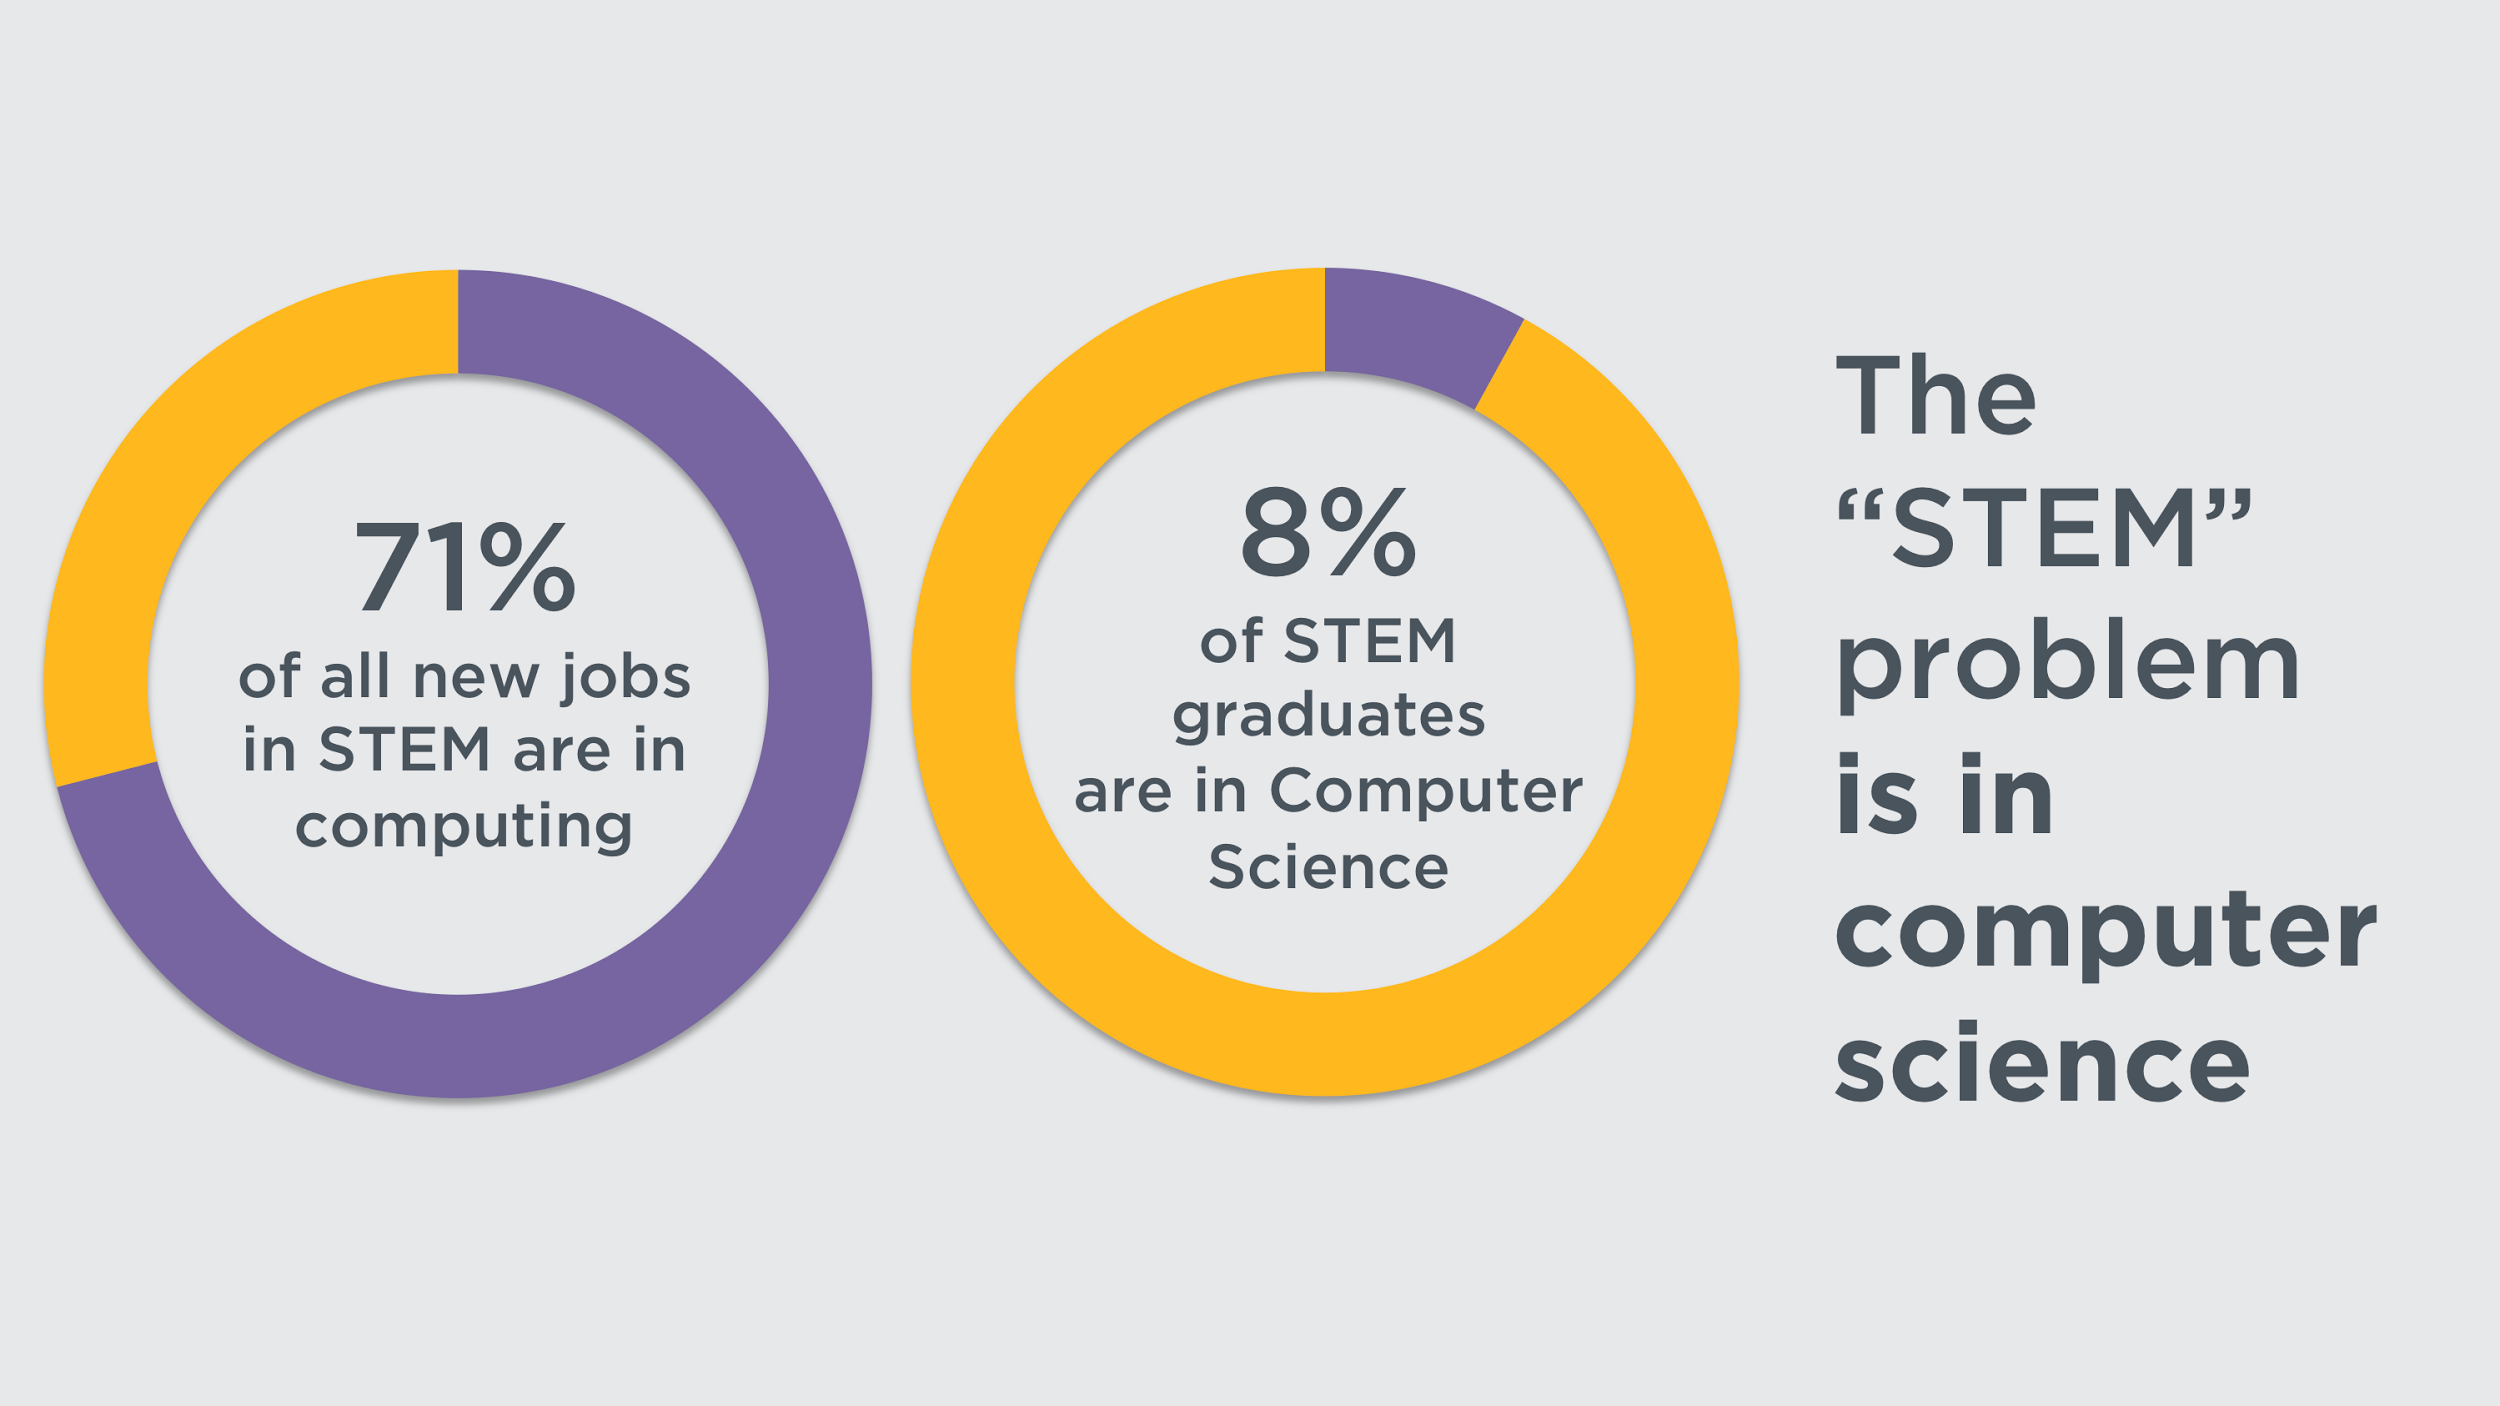 71%
of all new jobs
in STEM are in
computing
8%
of STEM
graduates
are in Computer
Science
The
“STEM”
problem
is in
computer
science